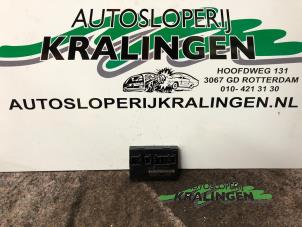 AUTOSLOPERIJ
KRALINGEN
HOOFDWEG 131
3067 GD ROTTERDAM
010- 421 31 30
AUTOSLOPERIJKRALINGEN.NL
AUTOSLOPERIJ
KRALINGEN